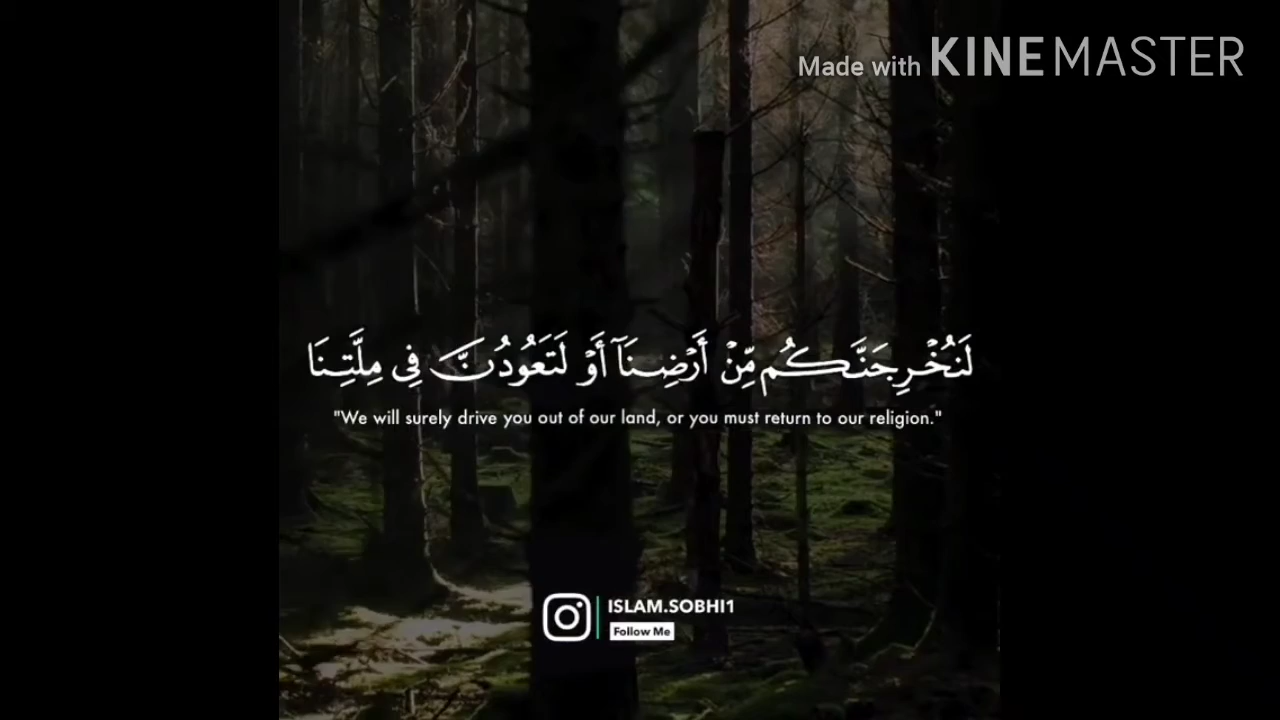 Made with KINEMASTER
لَنُخْرِجَنَّكُم مِّنْ أَرْضِنَآ أَوْ لَتَعُودُنَّ فِى مِلَّتِنَا
"We will surely drive you out of our land, or you must return to our religion."
ISLAM.SOBHI1
Follow Me